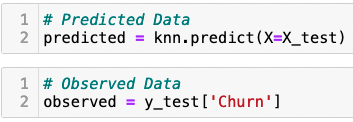 1 # Predicted Data
2 predicted = knn.predict(X=X_test)
1 # Observed Data
2 observed = y_test['Churn']